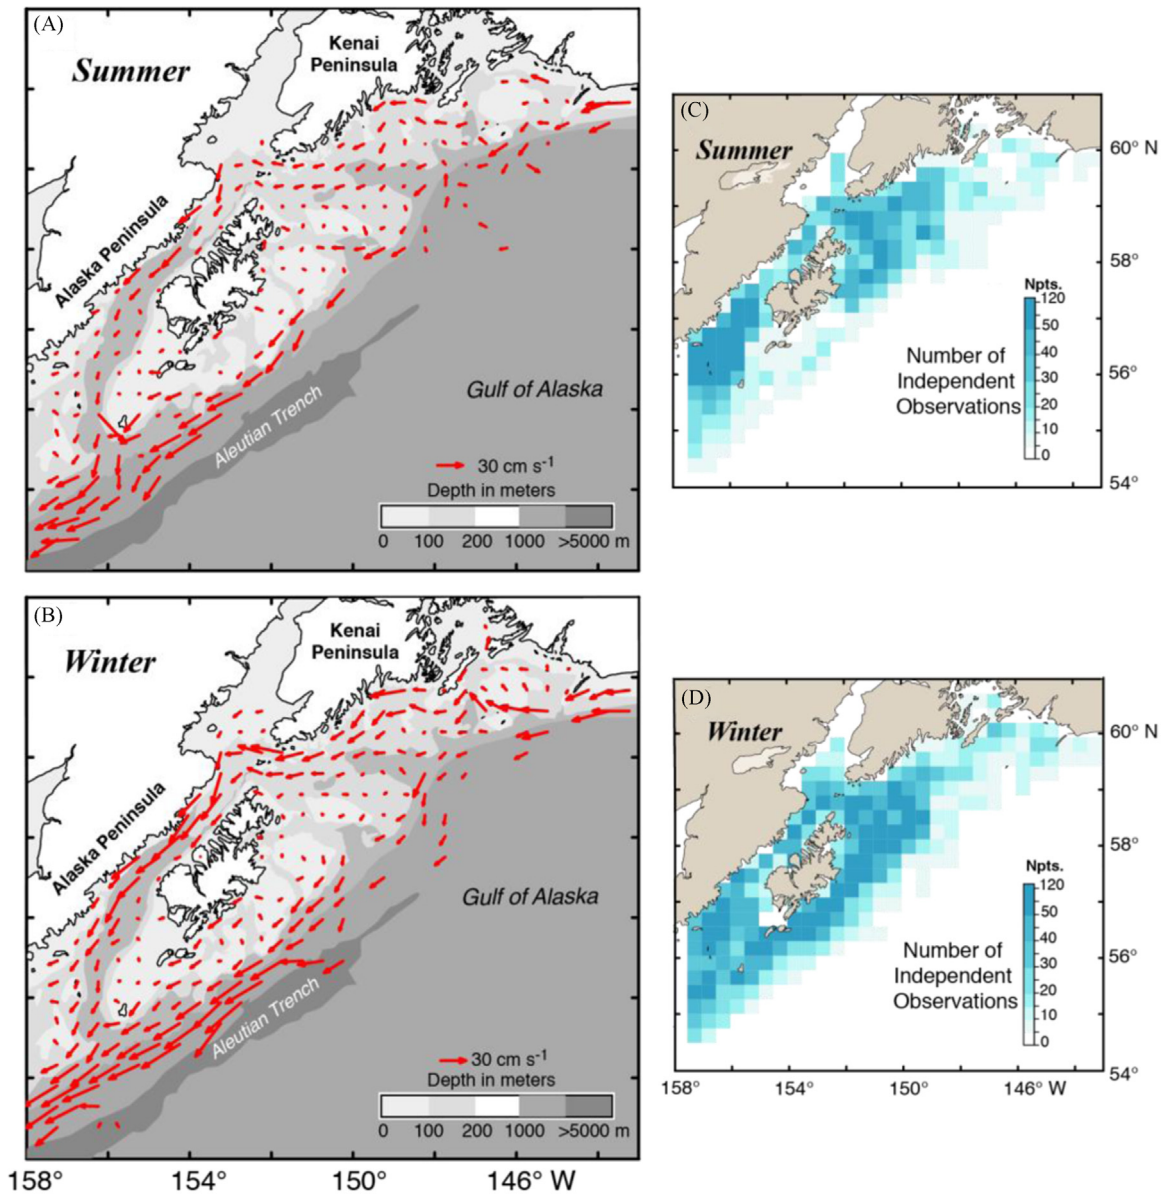 (A)
Summer
Kenai
Peninsula
Alaska Peninsula
Gulf of Alaska
Aleutian Trench
30 cm s-1
Depth in meters
0 100 200 1000 >5000 m
(B)
Winter
Kenai
Peninsula
Alaska Peninsula
Gulf of Alaska
Aleutian Trench
30 cm s-1
Depth in meters
0 100 200 1000 >5000 m
158° 154° 150° 146° W
(C)
Summer
60° N
58°
56°
54°
Npts.
120
50
40
30
20
10
0
Number of
Independent
Observations
(D)
Winter
60° N
58°
56°
54°
Npts.
120
50
40
30
20
10
0
Number of
Independent
Observations
158° 154° 150° 146° W